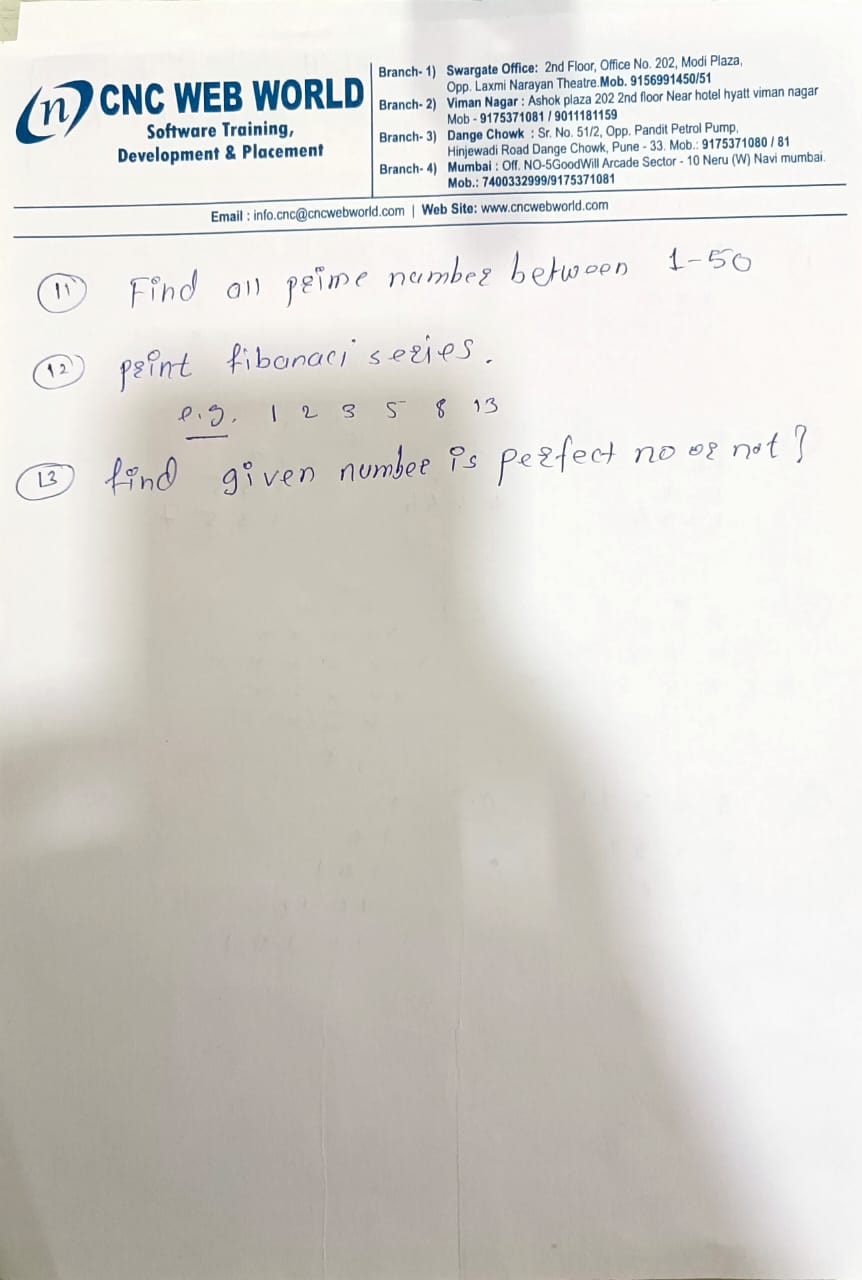 (n) CNC WEB WORLD
Software Training,
Development & Placement
Branch- 1) Swargate Office: 2nd Floor, Office No. 202, Modi Plaza,
Opp. Laxmi Narayan Theatre.Mob. 9156991450/51
Branch- 2) Viman Nagar : Ashok plaza 202 2nd floor Near hotel hyatt viman nagar
Mob - 9175371081 / 9011181159
Branch- 3) Dange Chowk : Sr. No. 51/2, Opp. Pandit Petrol Pump,
Hinjewadi Road Dange Chowk, Pune - 33. Mob.: 9175371080 / 81
Branch- 4) Mumbai : Off. NO-5GoodWill Arcade Sector - 10 Neru (W) Navi mumbai.
Mob.: 7400332999/9175371081
Email : info.cnc@cncwebworld.com | Web Site: www.cncwebworld.com
11 Find all prime number between 1-50
12 print fibonaci series.
e.g. 1 2 3 5 8 13
13 find given number is perfect no or not?